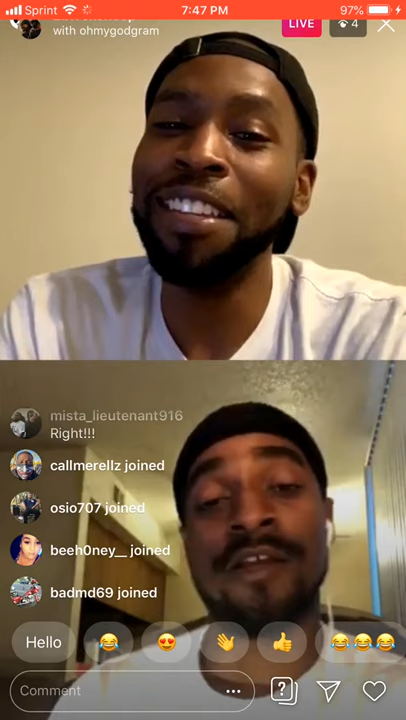 Sprint 7:47 PM 97%
with ohmygodgram
LIVE
4
mista_lieutenant916
Right!!!
callmerellz joined
osio707 joined
beeh0ney__ joined
badmd69 joined
Hello 😂 😍 👋 👍 😂😂😂
Comment ...
?